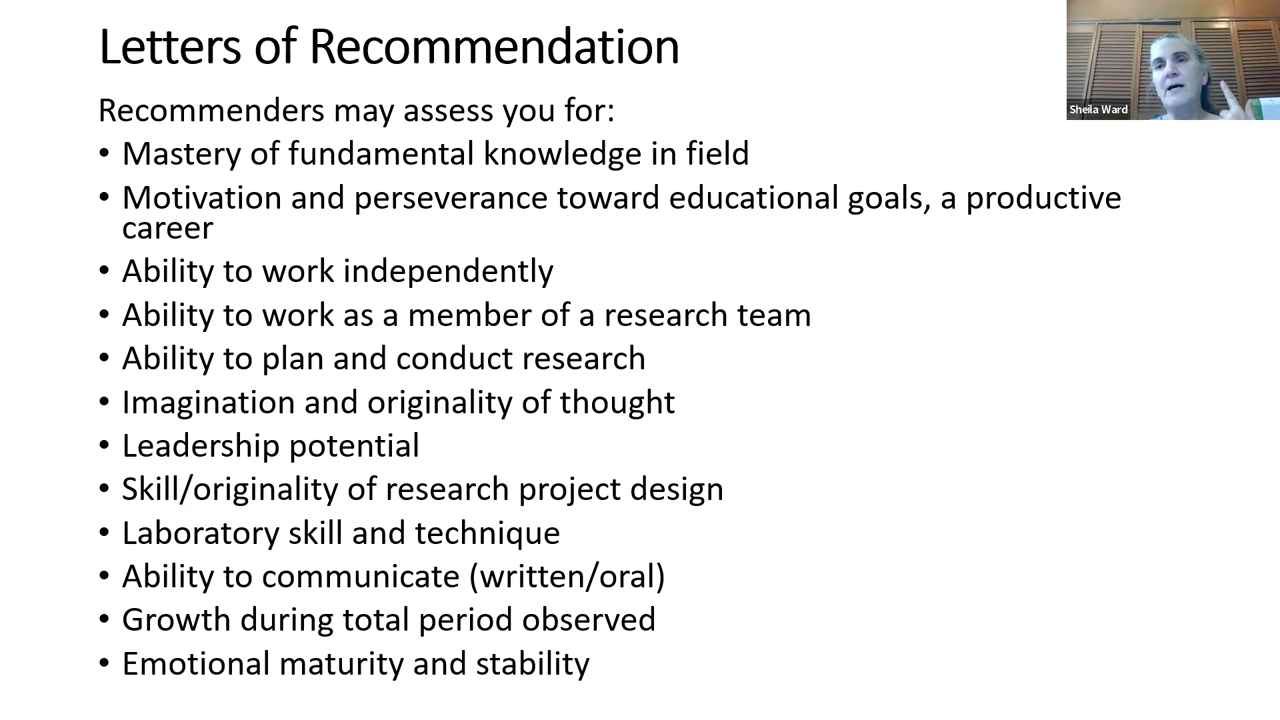 Letters of Recommendation
Sheila Ward
Recommenders may assess you for:
• Mastery of fundamental knowledge in field
• Motivation and perseverance toward educational goals, a productive
career
• Ability to work independently
• Ability to work as a member of a research team
• Ability to plan and conduct research
• Imagination and originality of thought
• Leadership potential
• Skill/originality of research project design
• Laboratory skill and technique
• Ability to communicate (written/oral)
• Growth during total period observed
• Emotional maturity and stability